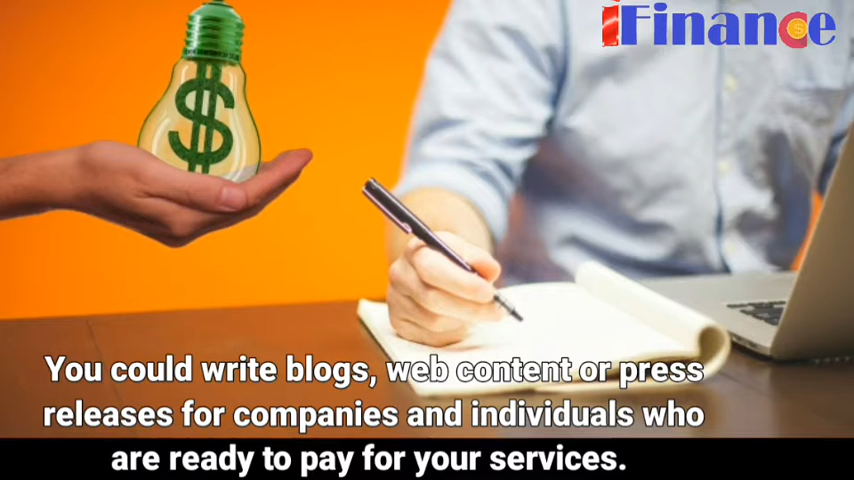 iFinance
$
You could write blogs, web content or press
releases for companies and individuals who
are ready to pay for your services.